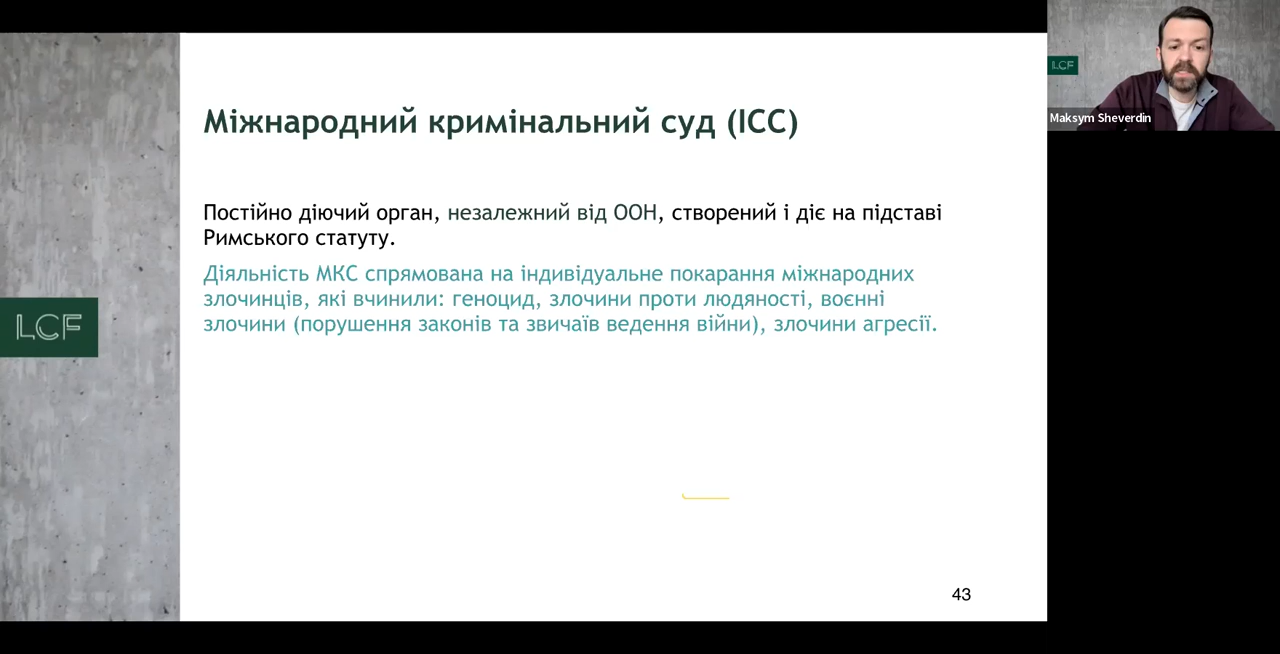 Міжнародний кримінальний суд (ICC)
Постійно діючий орган, незалежний від ООН, створений і діє на підставі
Римського статуту.
Діяльність МКС спрямована на індивідуальне покарання міжнародних
злочинців, які вчинили: геноцид, злочини проти людяності, воєнні
злочини (порушення законів та звичаїв ведення війни), злочини агресії.
LCF
43
LCF
Maksym Sheverdin